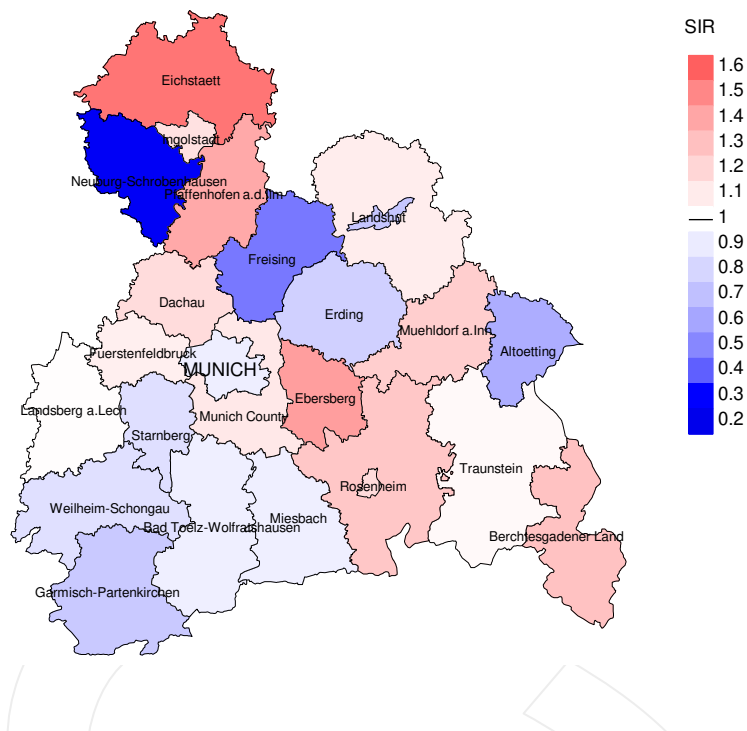 SIR
1.6
1.5
1.4
1.3
1.2
1.1
1
0.9
0.8
0.7
0.6
0.5
0.4
0.3
0.2
Eichstaett
Ingolstadt
Neuburg-Schrobenhausen
Pfaffenhofen a.d.Ilm
Landshut
Freising
Dachau
Erding
Muehldorf a.Inn
Altoetting
Fuerstenfeldbruck
MUNICH
Ebersberg
Landsberg a.Lech
Munich County
Starnberg
Traunstein
Rosenheim
Weilheim-Schongau
Miesbach
Bad Toelz-Wolfratshausen
Berchtesgadener Land
Garmisch-Partenkirchen